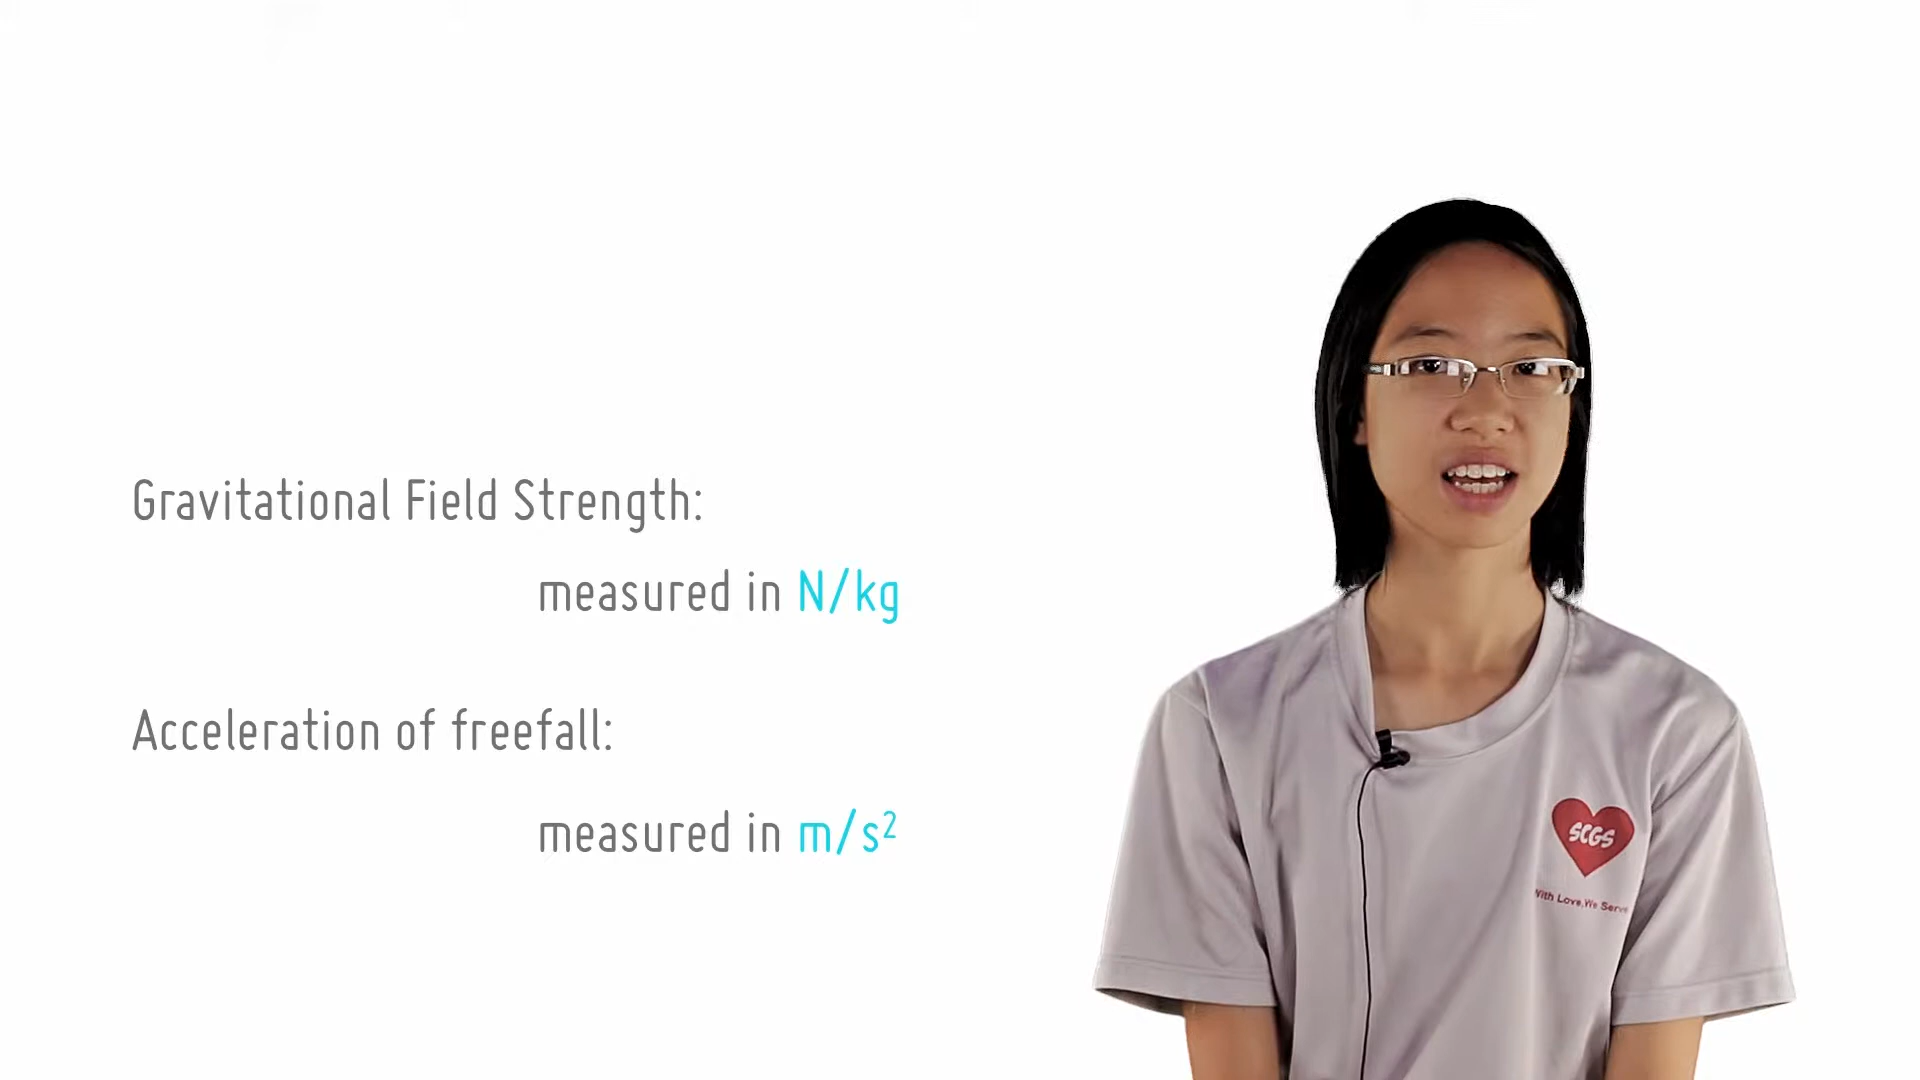 Gravitational Field Strength:
measured in N/kg
Acceleration of freefall:
measured in m/s²
SCGS
With Love, We Serve